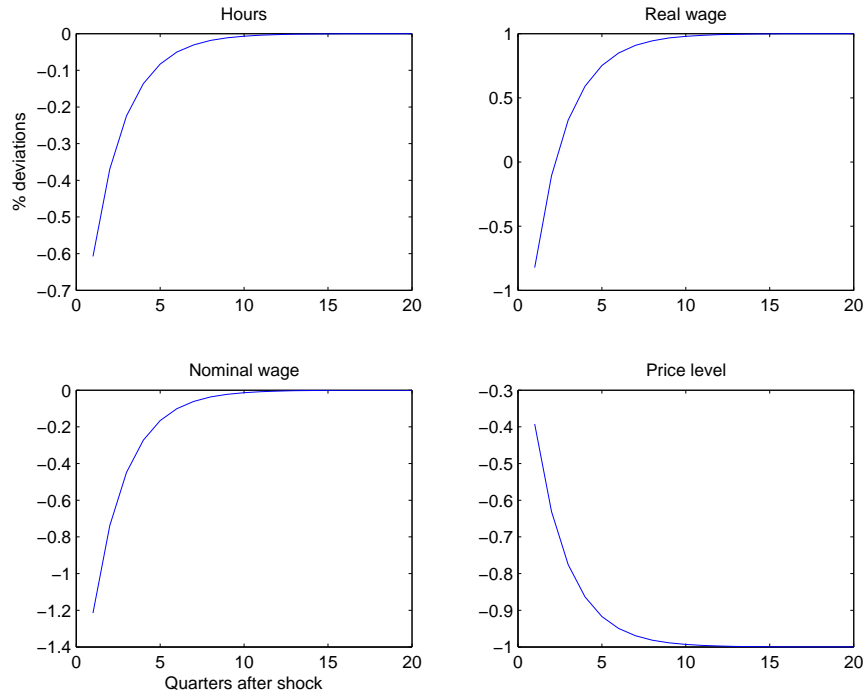 Hours
0
−0.1
−0.2
−0.3
−0.4
−0.5
−0.6
−0.7
% deviations
0 5 10 15 20
Real wage
1
0.5
0
−0.5
−1
0 5 10 15 20
Nominal wage
0
−0.2
−0.4
−0.6
−0.8
−1
−1.2
−1.4
0 5 10 15 20
Quarters after shock
Price level
−0.3
−0.4
−0.5
−0.6
−0.7
−0.8
−0.9
−1
0 5 10 15 20